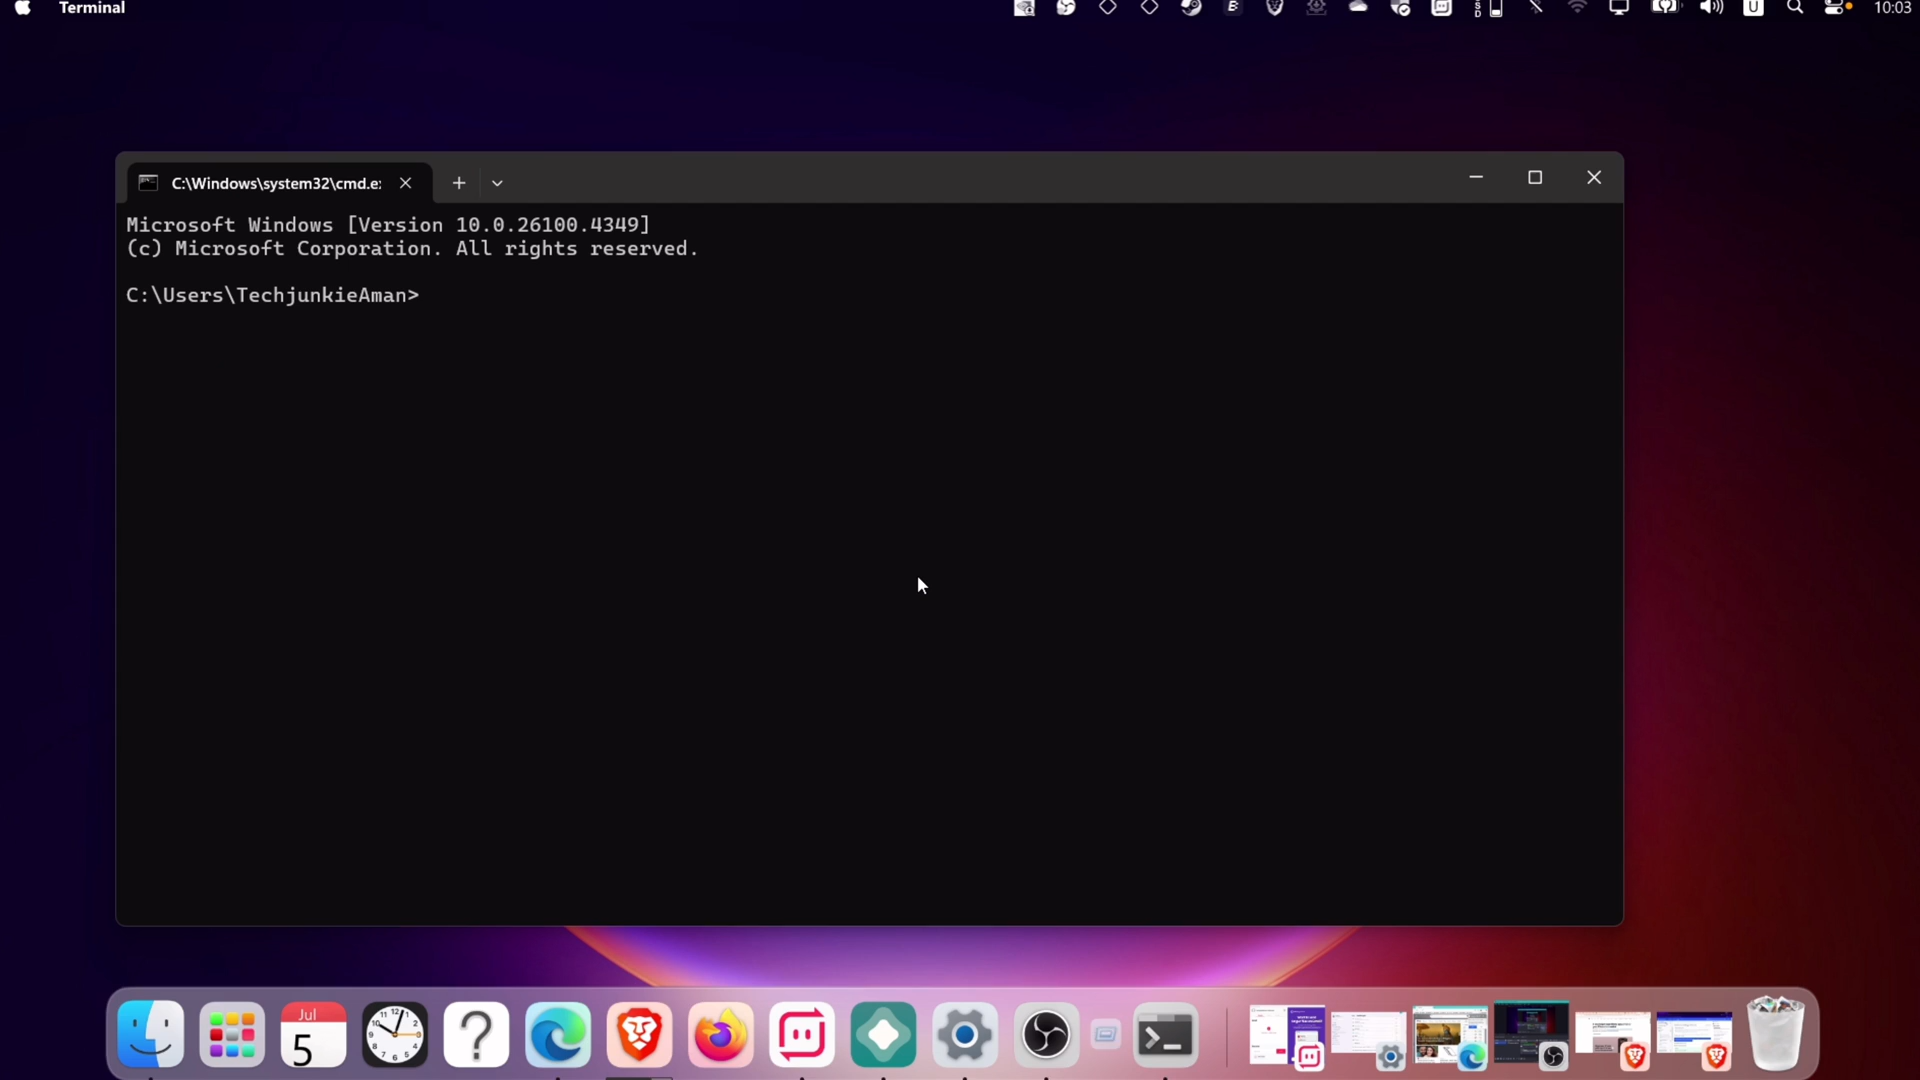 Terminal
10:03
C:\Windows\system32\cmd.e
Microsoft Windows [Version 10.0.26100.4349]
(c) Microsoft Corporation. All rights reserved.
C:\Users\TechjunkieAman>
Jul
5